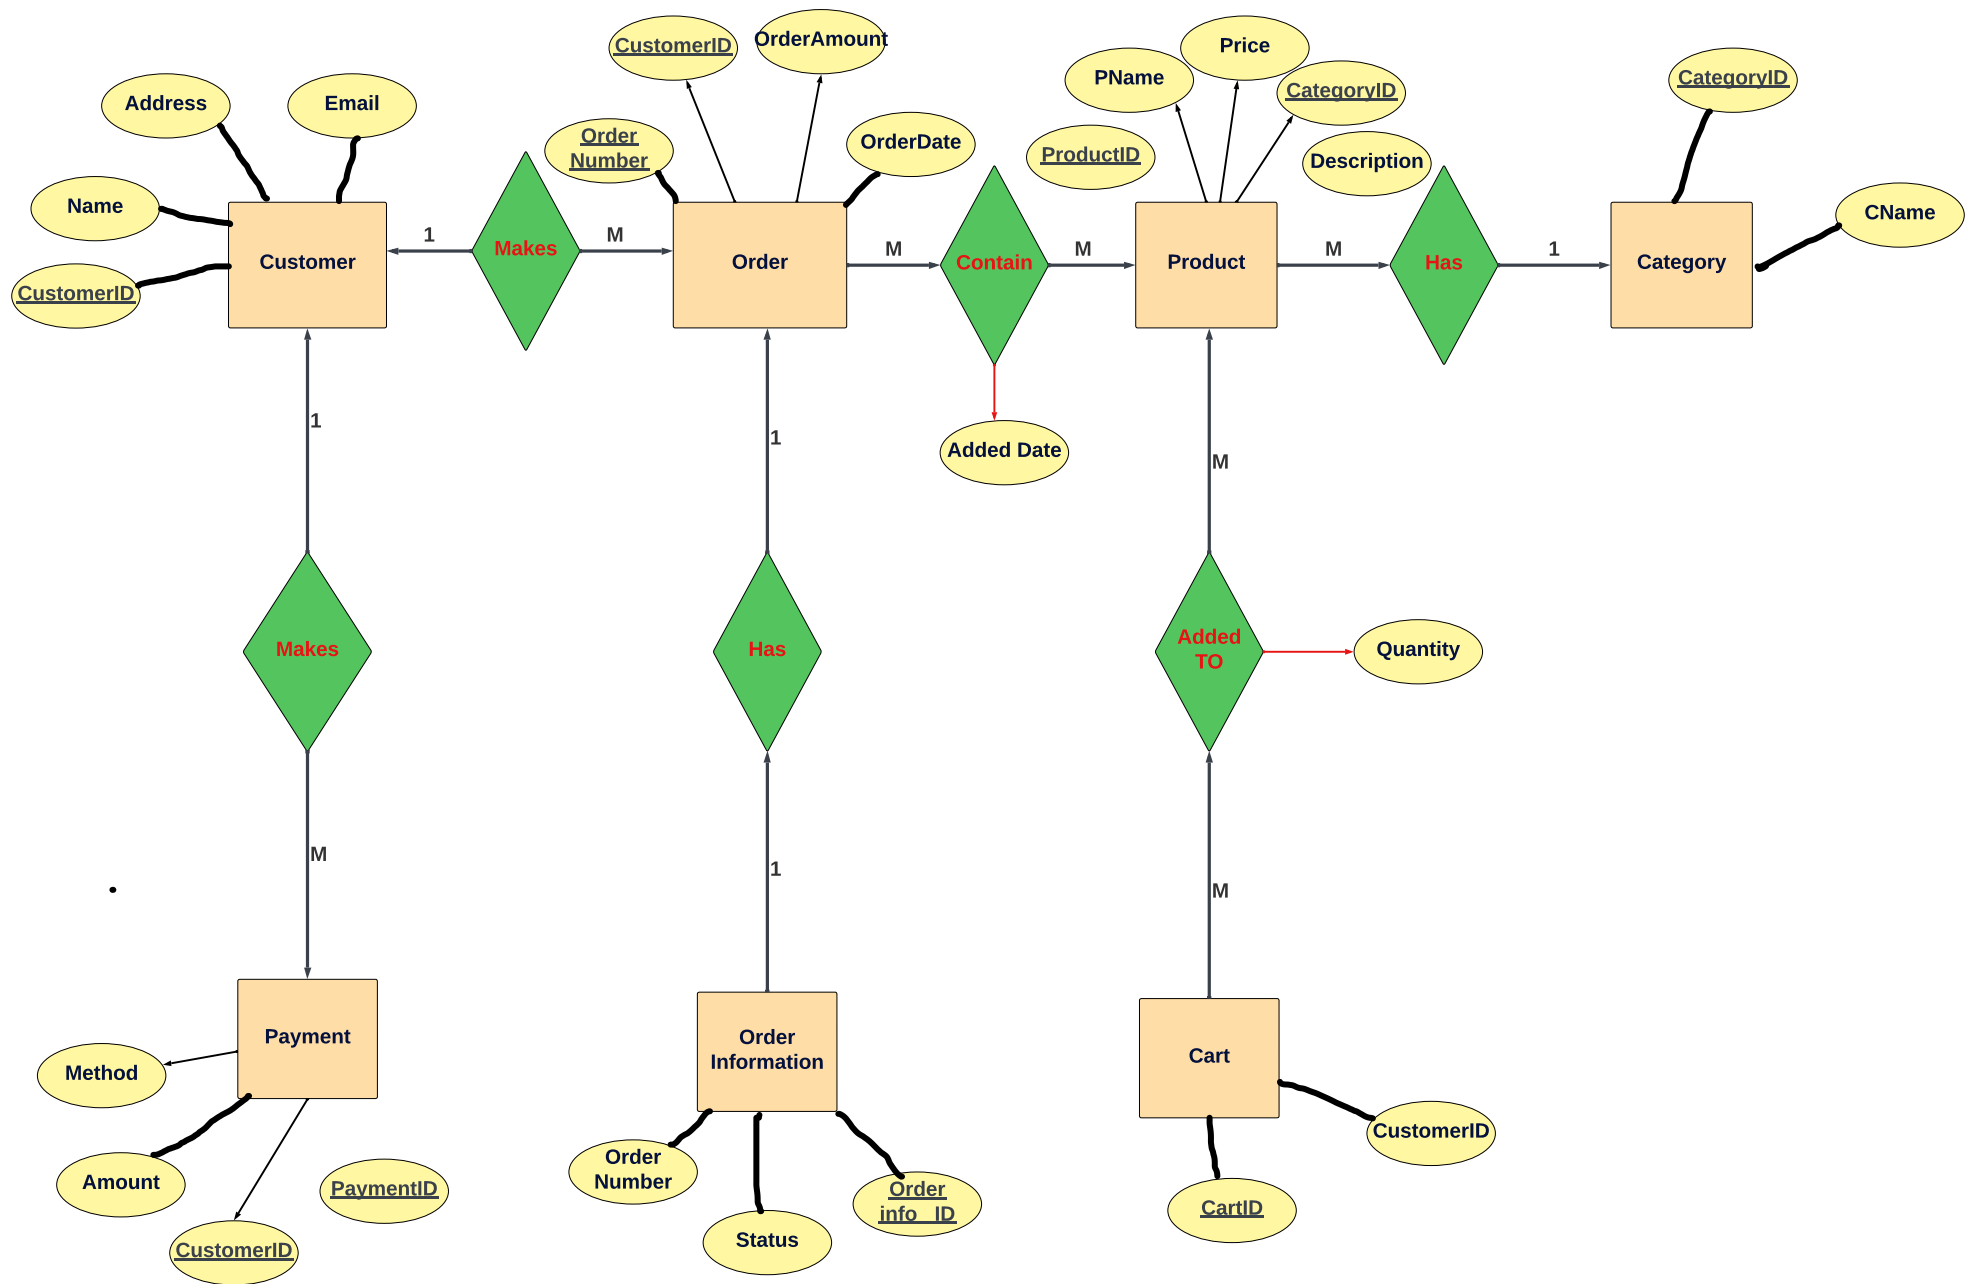 CustomerID
OrderAmount
Price
PName
CategoryID
CategoryID
Address
Email
Order
Number
OrderDate
ProductID
Description
Name
CName
CustomerID
Customer
1
Makes
M
Order
M
Contain
M
Product
M
Has
1
Category
1
1
Added Date
M
Makes
Has
Added
TO
Quantity
M
1
M
Payment
Order
Information
Cart
Method
Amount
PaymentID
CustomerID
Order
Number
Status
Order
info_ ID
CartID
CustomerID